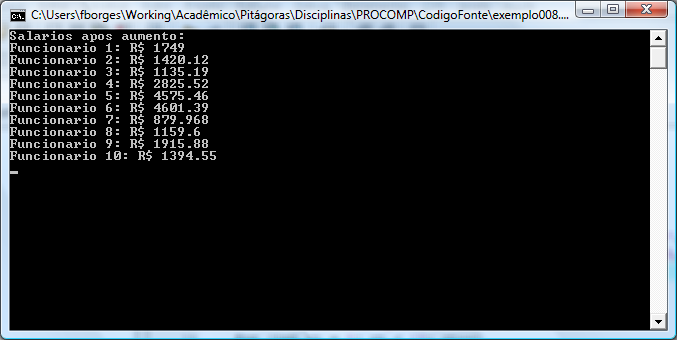 C:\Users\fborges\Working\Acadêmico\Pitágoras\Disciplinas\PROCOMP\CodigoFonte\exemplo008....
Salarios apos aumento:
Funcionario 1: R$ 1749
Funcionario 2: R$ 1420.12
Funcionario 3: R$ 1135.19
Funcionario 4: R$ 2825.52
Funcionario 5: R$ 4575.46
Funcionario 6: R$ 4601.39
Funcionario 7: R$ 879.968
Funcionario 8: R$ 1159.6
Funcionario 9: R$ 1915.88
Funcionario 10: R$ 1394.55